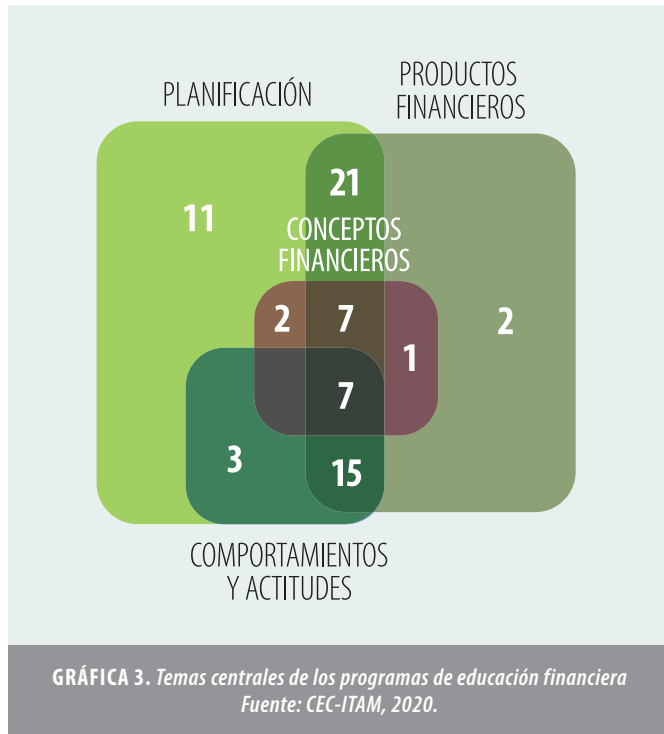 PLANIFICACIÓN
PRODUCTOS
FINANCIEROS
21
11
CONCEPTOS
FINANCIEROS
2
7
1
2
7
3
15
COMPORTAMIENTOS
Y ACTITUDES
GRÁFICA 3. Temas centrales de los programas de educación financiera
Fuente: CEC-ITAM, 2020.